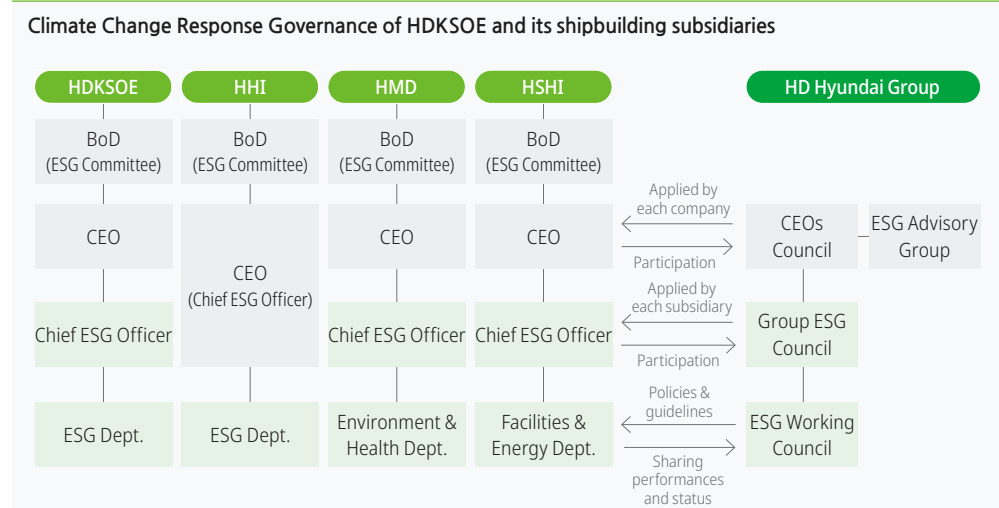 Climate Change Response Governance of HDKSOE and its shipbuilding subsidiaries
HDKSOE
HHI
HMD
HSHI
HD Hyundai Group
BoD
(ESG Committee)
BoD
(ESG Committee)
BoD
(ESG Committee)
BoD
(ESG Committee)
CEO
CEO
(Chief ESG Officer)
CEO
CEO
Applied by
each company
Participation
CEOs
Council
ESG Advisory
Group
Chief ESG Officer
Chief ESG Officer
Chief ESG Officer
Applied by
each subsidiary
Participation
Group ESG
Council
ESG Dept.
ESG Dept.
Environment &
Health Dept.
Facilities &
Energy Dept.
Policies &
guidelines
Sharing
performances
and status
ESG Working
Council